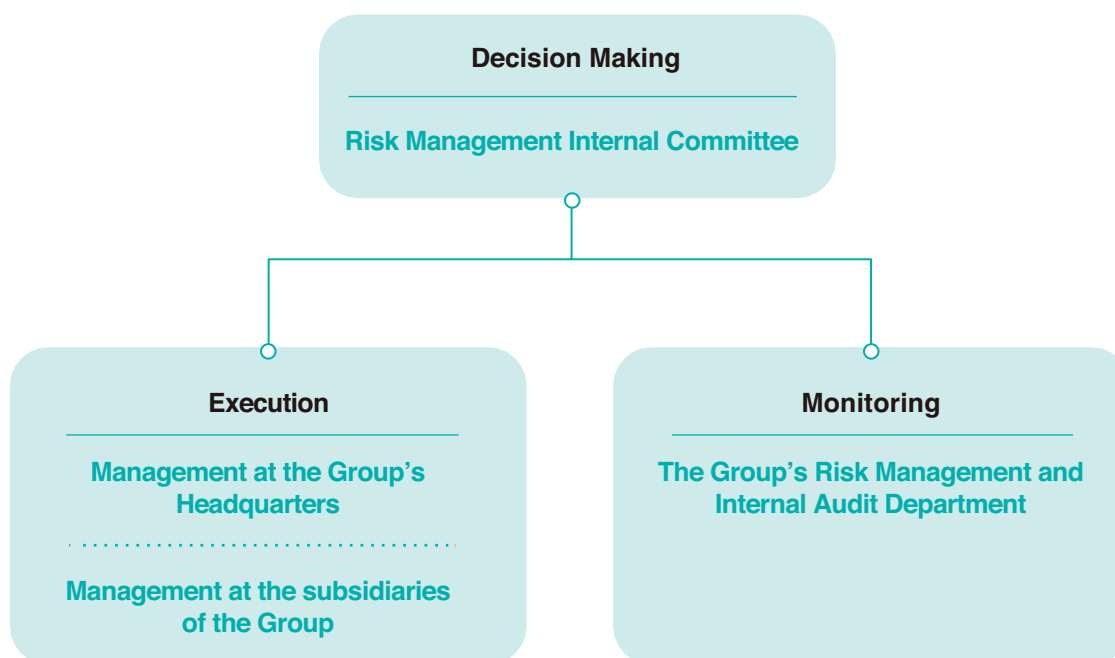 Decision Making
Risk Management Internal Committee
Execution
Management at the Group’s
Headquarters
Management at the subsidiaries
of the Group
Monitoring
The Group’s Risk Management and
Internal Audit Department